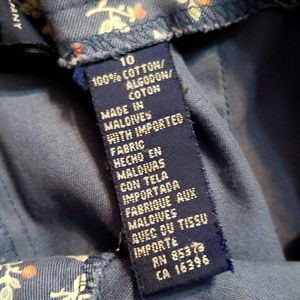 10
100% COTTON/
ALGODON/
COTON
MADE IN
MALDIVES
WITH IMPORTED
FABRIC
HECHO EN
MALDIVAS
CON TELA
IMPORTADA
FABRIQUE AUX
MALDIVES
AVEC DU TISSU
IMPORTE
RN
CA 16396